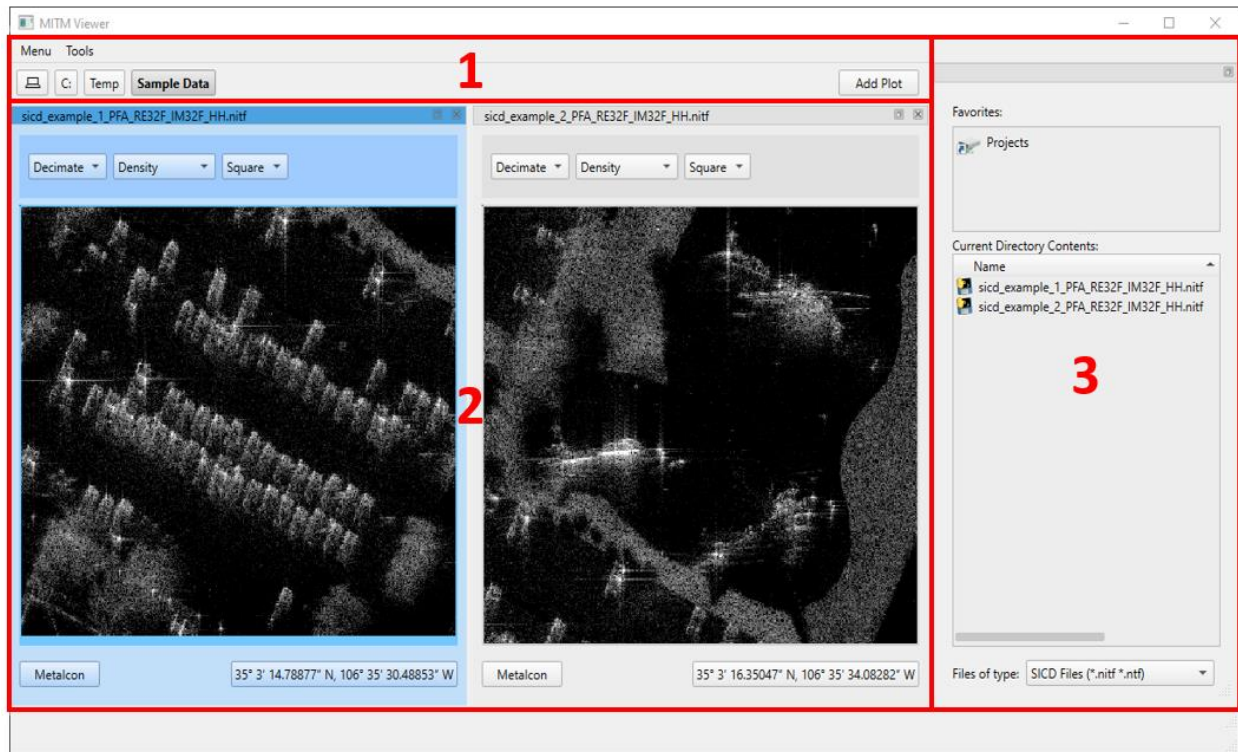 MITM Viewer
Menu Tools
1
C: Temp Sample Data Add Plot
sicd_example_1_PFA_RE32F_IM32F_HH.nitf
Decimate Density Square
2
MetaIcon 35° 3' 14.78877" N, 106° 35' 30.48853" W
sicd_example_2_PFA_RE32F_IM32F_HH.nitf
Decimate Density Square
MetaIcon 35° 3' 16.35047" N, 106° 35' 34.08282" W
Favorites:
Projects
Current Directory Contents:
Name
sicd_example_1_PFA_RE32F_IM32F_HH.nitf
sicd_example_2_PFA_RE32F_IM32F_HH.nitf
3
Files of type: SICD Files (*.nitf *.ntf)